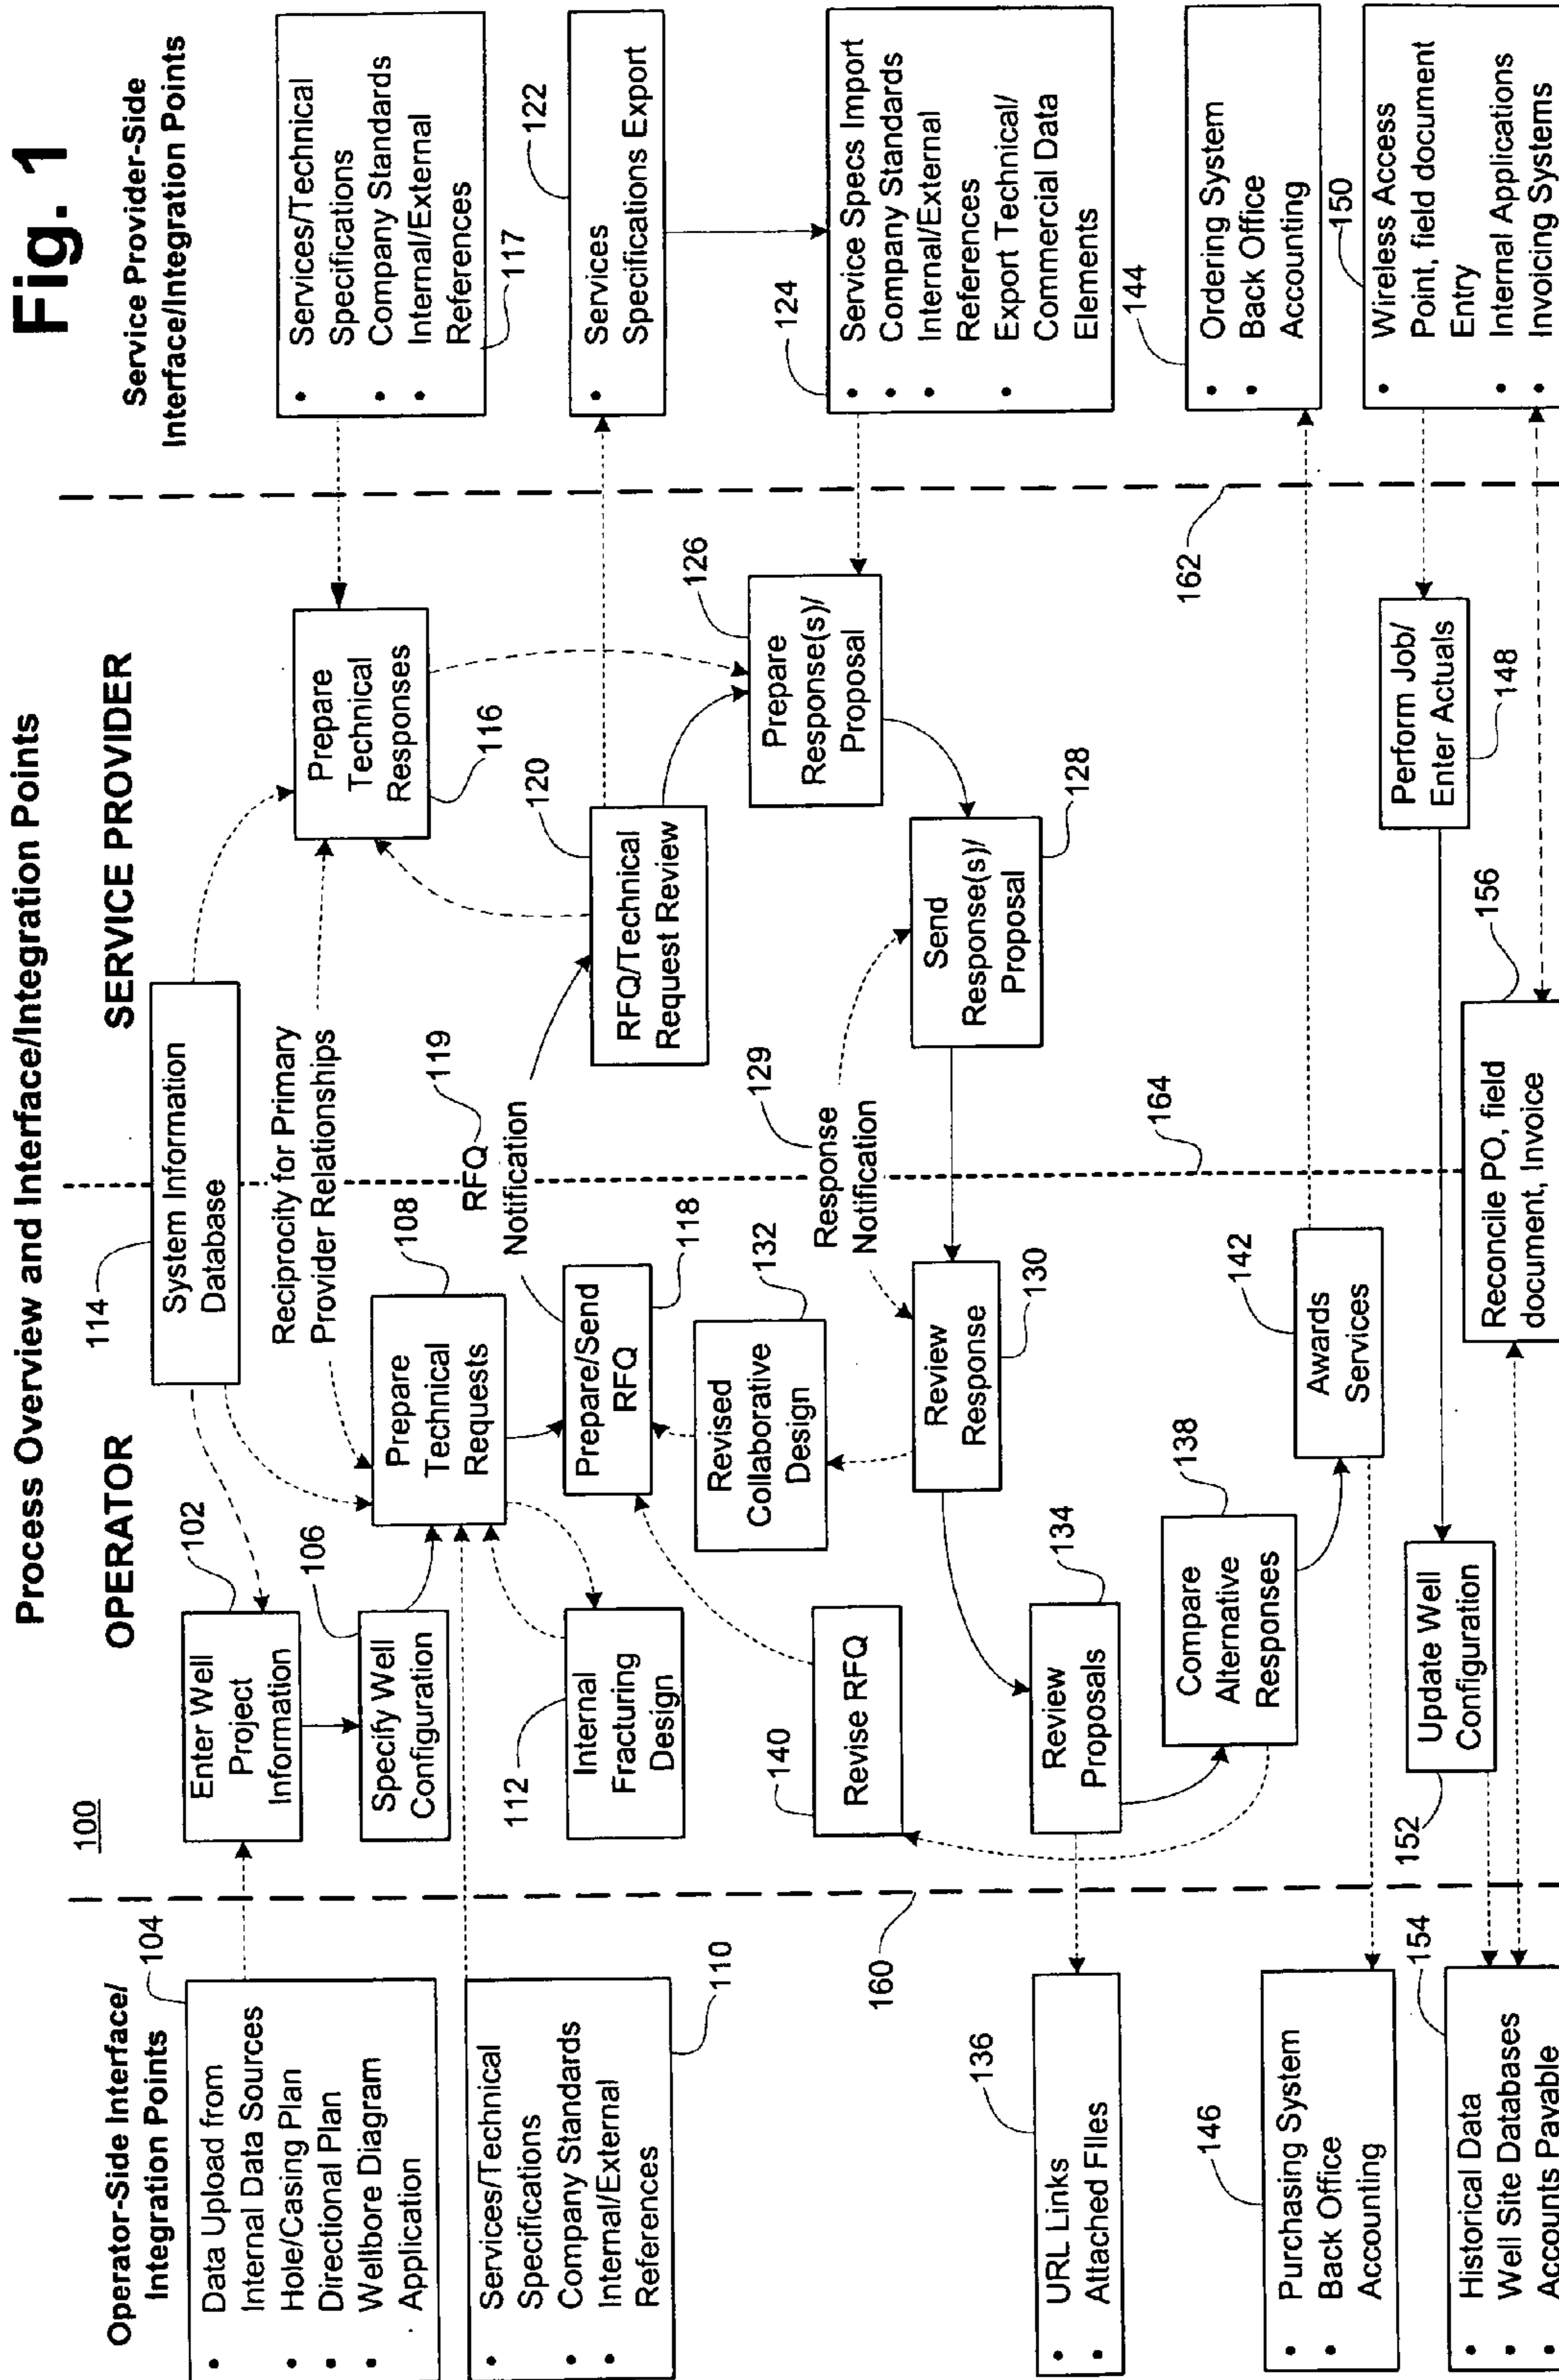 Fig. 1
Process Overview and Interface/Integration Points
Operator-Side Interface/
Integration Points
OPERATOR
SERVICE PROVIDER
Service Provider-Side
Interface/Integration Points
100
104
• Data Upload from
Internal Data Sources
• Hole/Casing Plan
• Directional Plan
• Wellbore Diagram
Application
• Services/Technical
Specifications
• Company Standards
• Internal/External
References
110
102
Enter Well
Project
Information
106
Specify Well
Configuration
112
Internal
Fracturing
Design
114
System Information
Database
Reciprocity for Primary
Provider Relationships
108
Prepare
Technical
Requests
RFQ
Notification
119
Prepare/Send
RFQ
118
Prepare
Technical
Responses
116
• Services/Technical
Specifications
• Company Standards
• Internal/External
References
117
120
RFQ/Technical
Request Review
122
• Services
Specifications Export
124
• Service Specs Import
• Company Standards
• Internal/External
References
• Export Technical/
Commercial Data
Elements
126
Prepare
Response(s)/
Proposal
Send
Response(s)/
Proposal
128
129
Response
Notification
132
Revised
Collaborative
Design
Review
Response
130
140
Revise RFQ
Review
Proposals
134
136
• URL Links
• Attached FIles
160
164
162
138
Compare
Alternative
Responses
142
Awards
Services
144
• Ordering System
• Back Office
Accounting
146
• Purchasing System
• Back Office
Accounting
Perform Job/
Enter Actuals
148
150
• Wireless Access
Point, field document
Entry
• Internal Applications
• Invoicing Systems
Update Well
Configuration
152
154
• Historical Data
• Well Site Databases
• Accounts Payable
156
Reconcile PO, field
document, Invoice